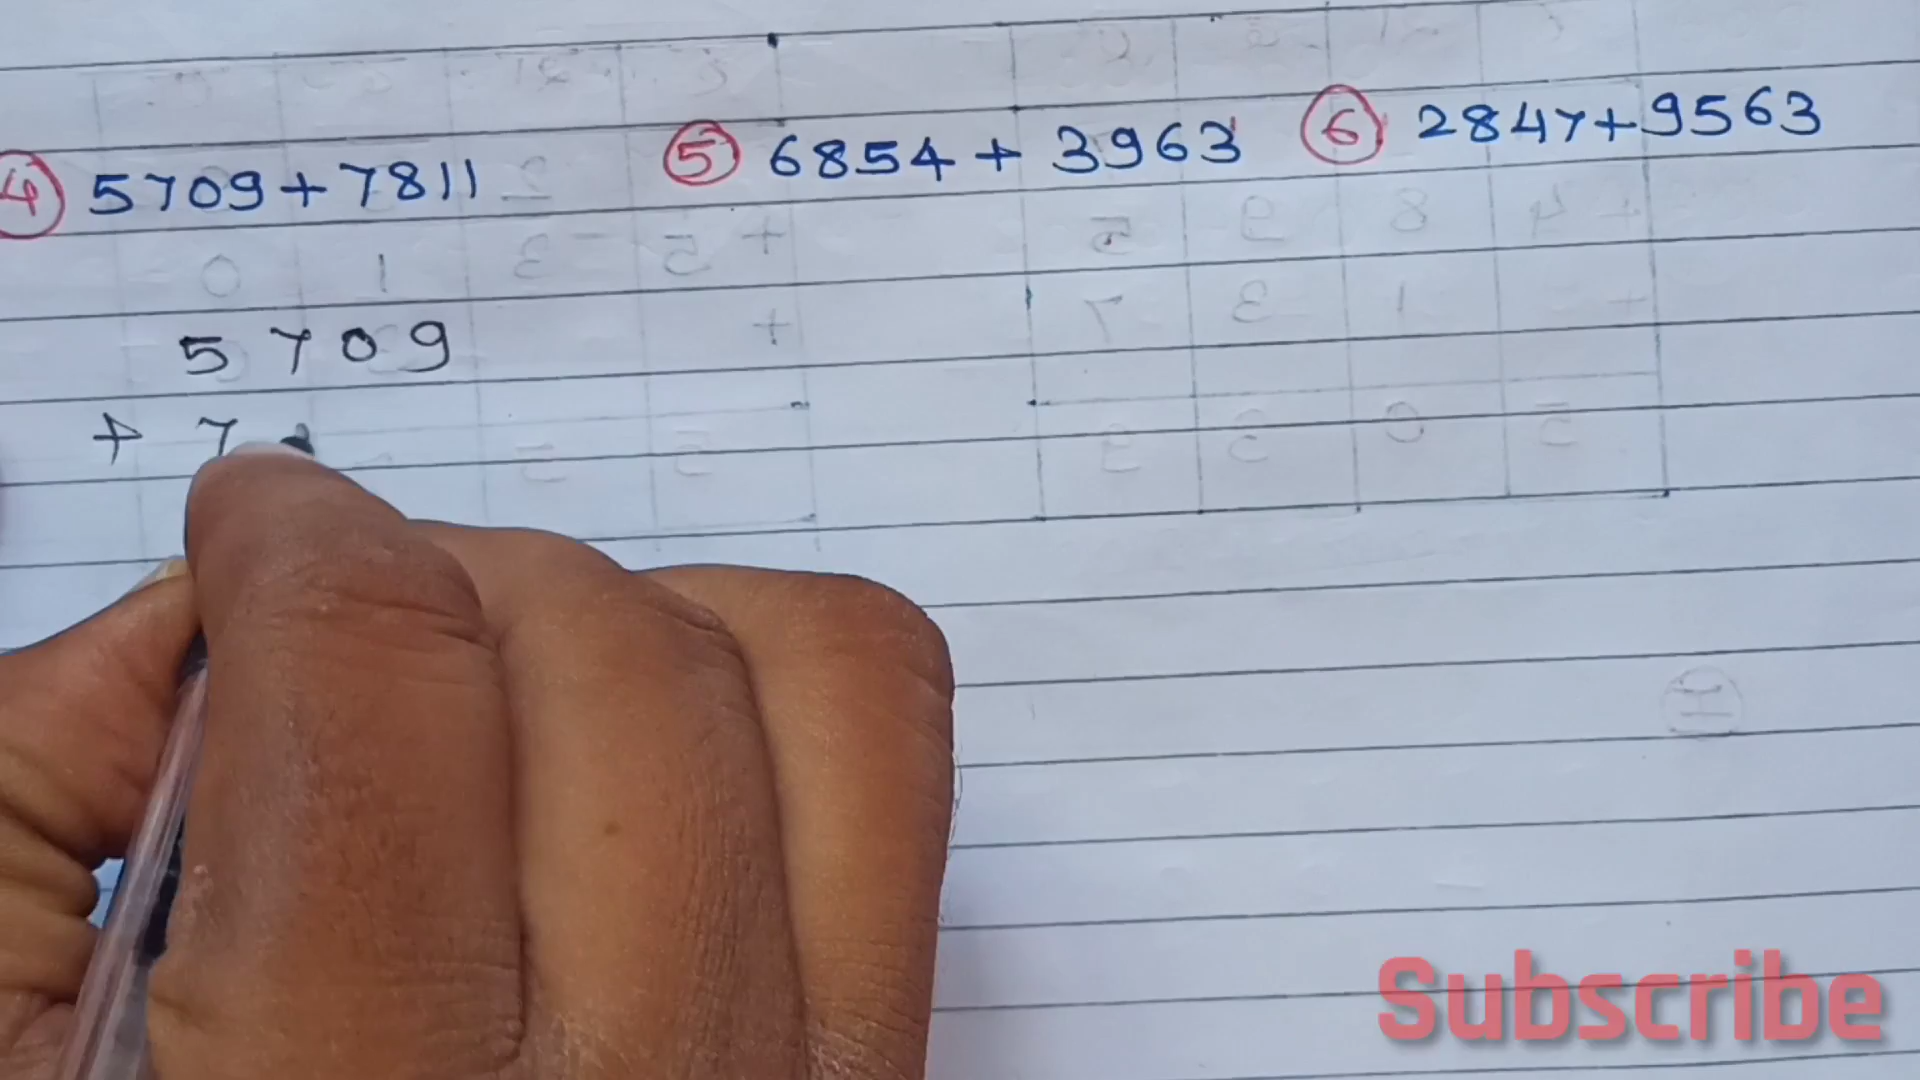 ④ 5709+7811 ⑤ 6854 + 3963 ⑥ 2847+9563
5709
+ 7
Subscribe